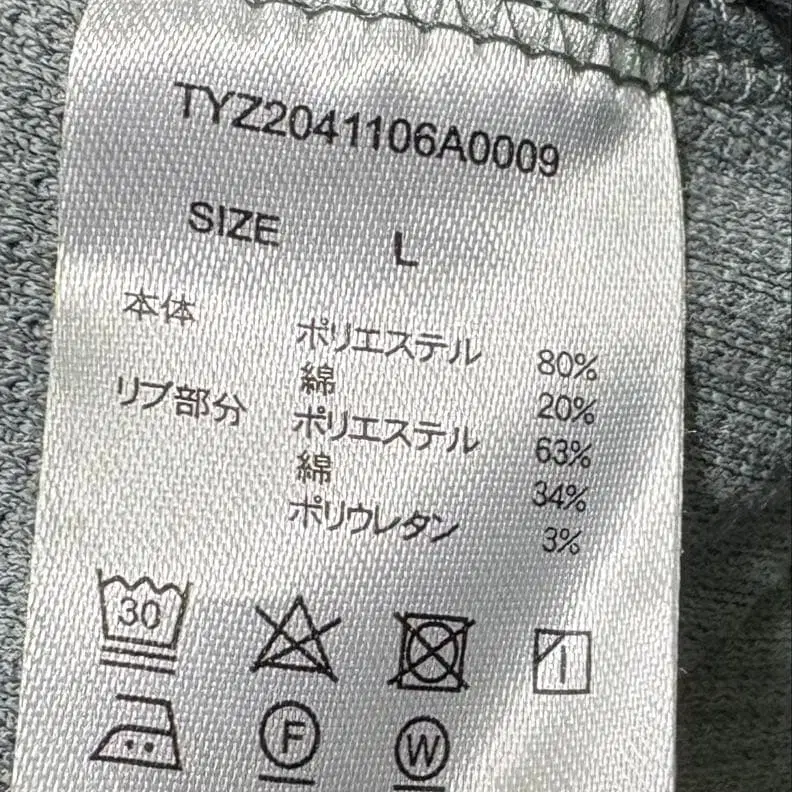 TYZ2041106A0009
SIZE L
本体 ポリエステル 80%
綿 20%
リブ部分 ポリエステル 63%
綿 34%
ポリウレタン 3%
30
F W